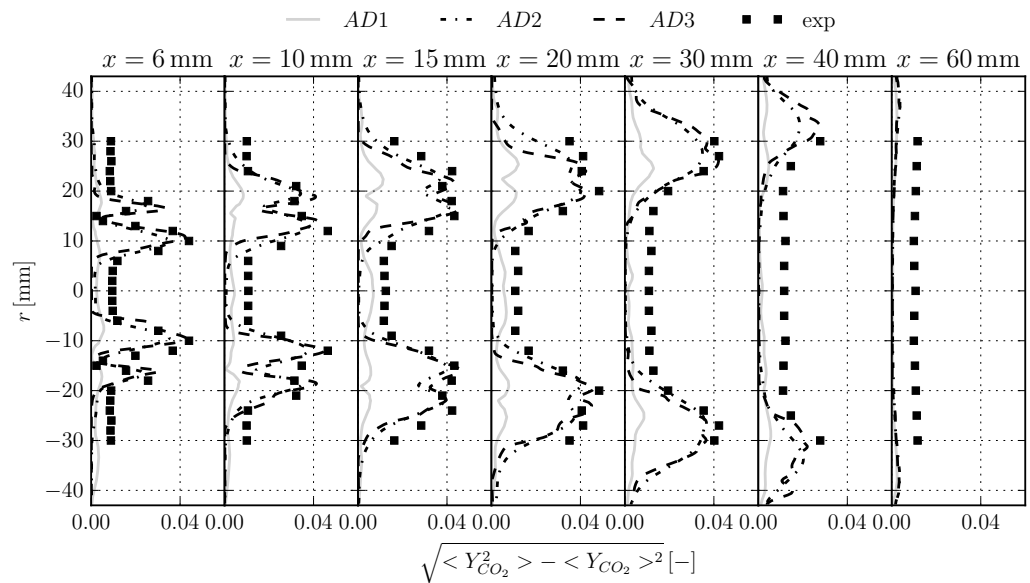 AD1 AD2 AD3 exp
x = 6 mm x = 10 mm x = 15 mm x = 20 mm x = 30 mm x = 40 mm x = 60 mm
40
30
20
10
0
−10
−20
−30
−40
r [mm]
0.00 0.04 0.00 0.04 0.00 0.04 0.00 0.04 0.00 0.04 0.00 0.04 0.00 0.04
√< Y²_CO₂ > − < Y_CO₂ >² [−]